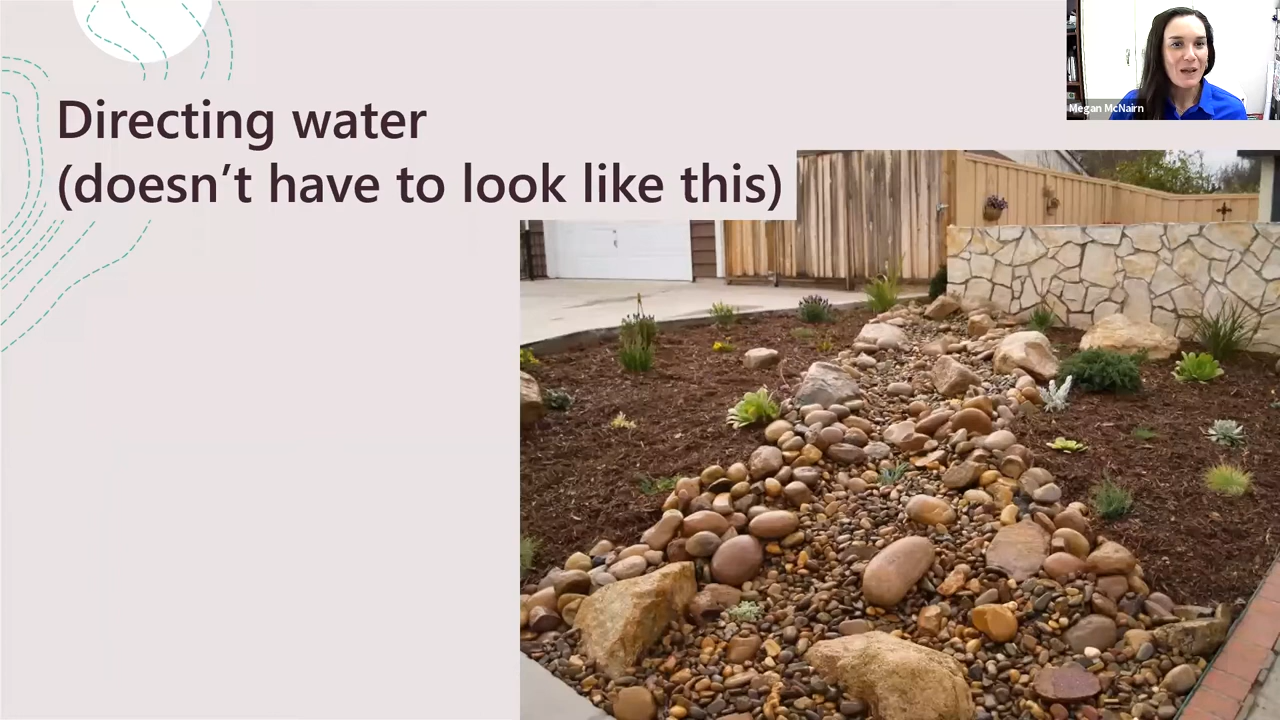 Directing water
(doesn’t have to look like this)
Megan McNairn